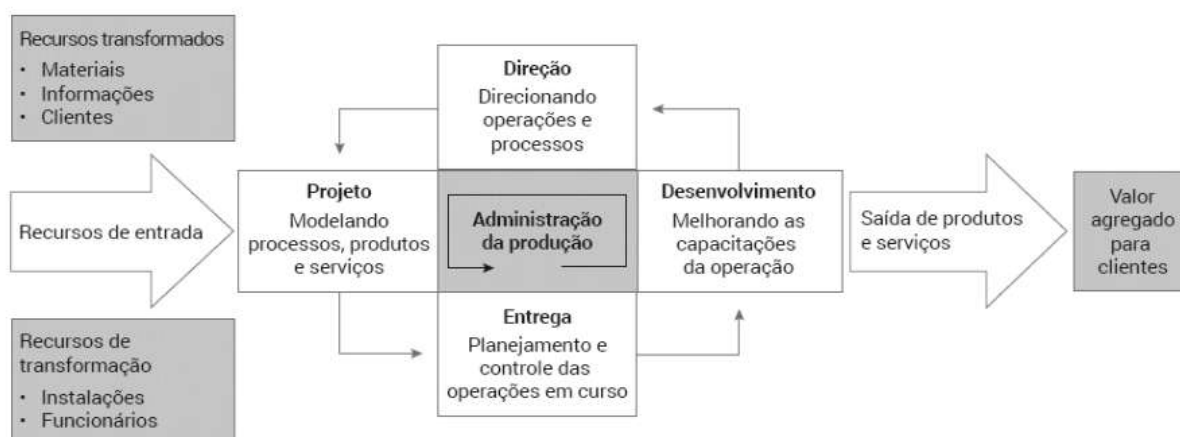 Recursos transformados
• Materiais
• Informações
• Clientes
Recursos de entrada
Recursos de
transformação
• Instalações
• Funcionários
Direção
Direcionando
operações e
processos
Projeto
Modelando
processos, produtos
e serviços
Administração
da produção
Desenvolvimento
Melhorando as
capacitações
da operação
Entrega
Planejamento e
controle das
operações em curso
Saída de produtos
e serviços
Valor
agregado
para
clientes